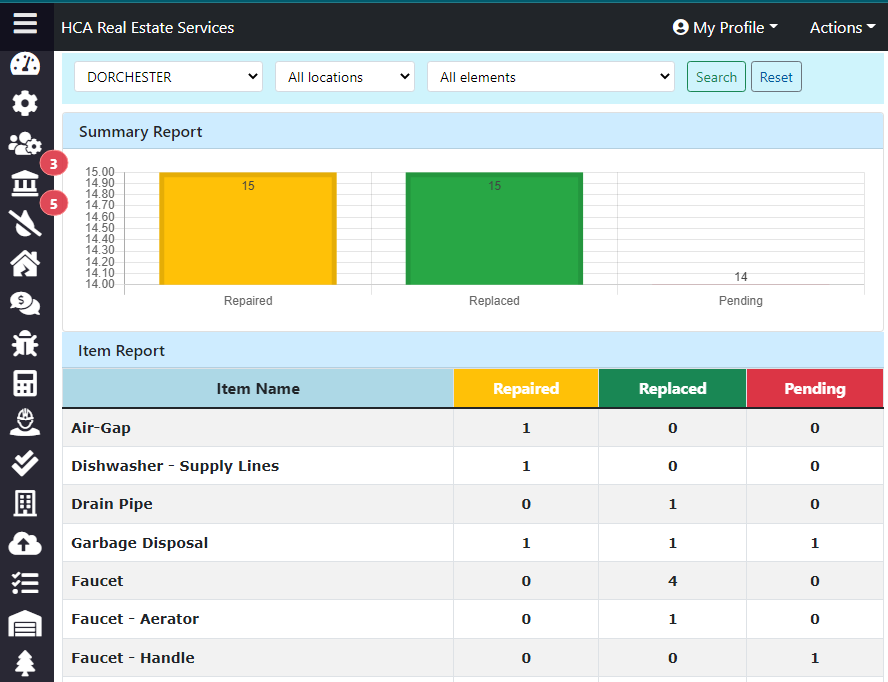 HCA Real Estate Services
My Profile
Actions
DORCHESTER
All locations
All elements
Search
Reset
3
5
$
Summary Report
15.00
14.90
14.80
14.70
14.60
14.50
14.40
14.30
14.20
14.10
14.00
15
15
14
Repaired
Replaced
Pending
Item Report
Item Name Repaired Replaced Pending
Air-Gap 1 0 0
Dishwasher - Supply Lines 1 0 0
Drain Pipe 0 1 0
Garbage Disposal 1 1 1
Faucet 0 4 0
Faucet - Aerator 0 1 0
Faucet - Handle 0 0 1